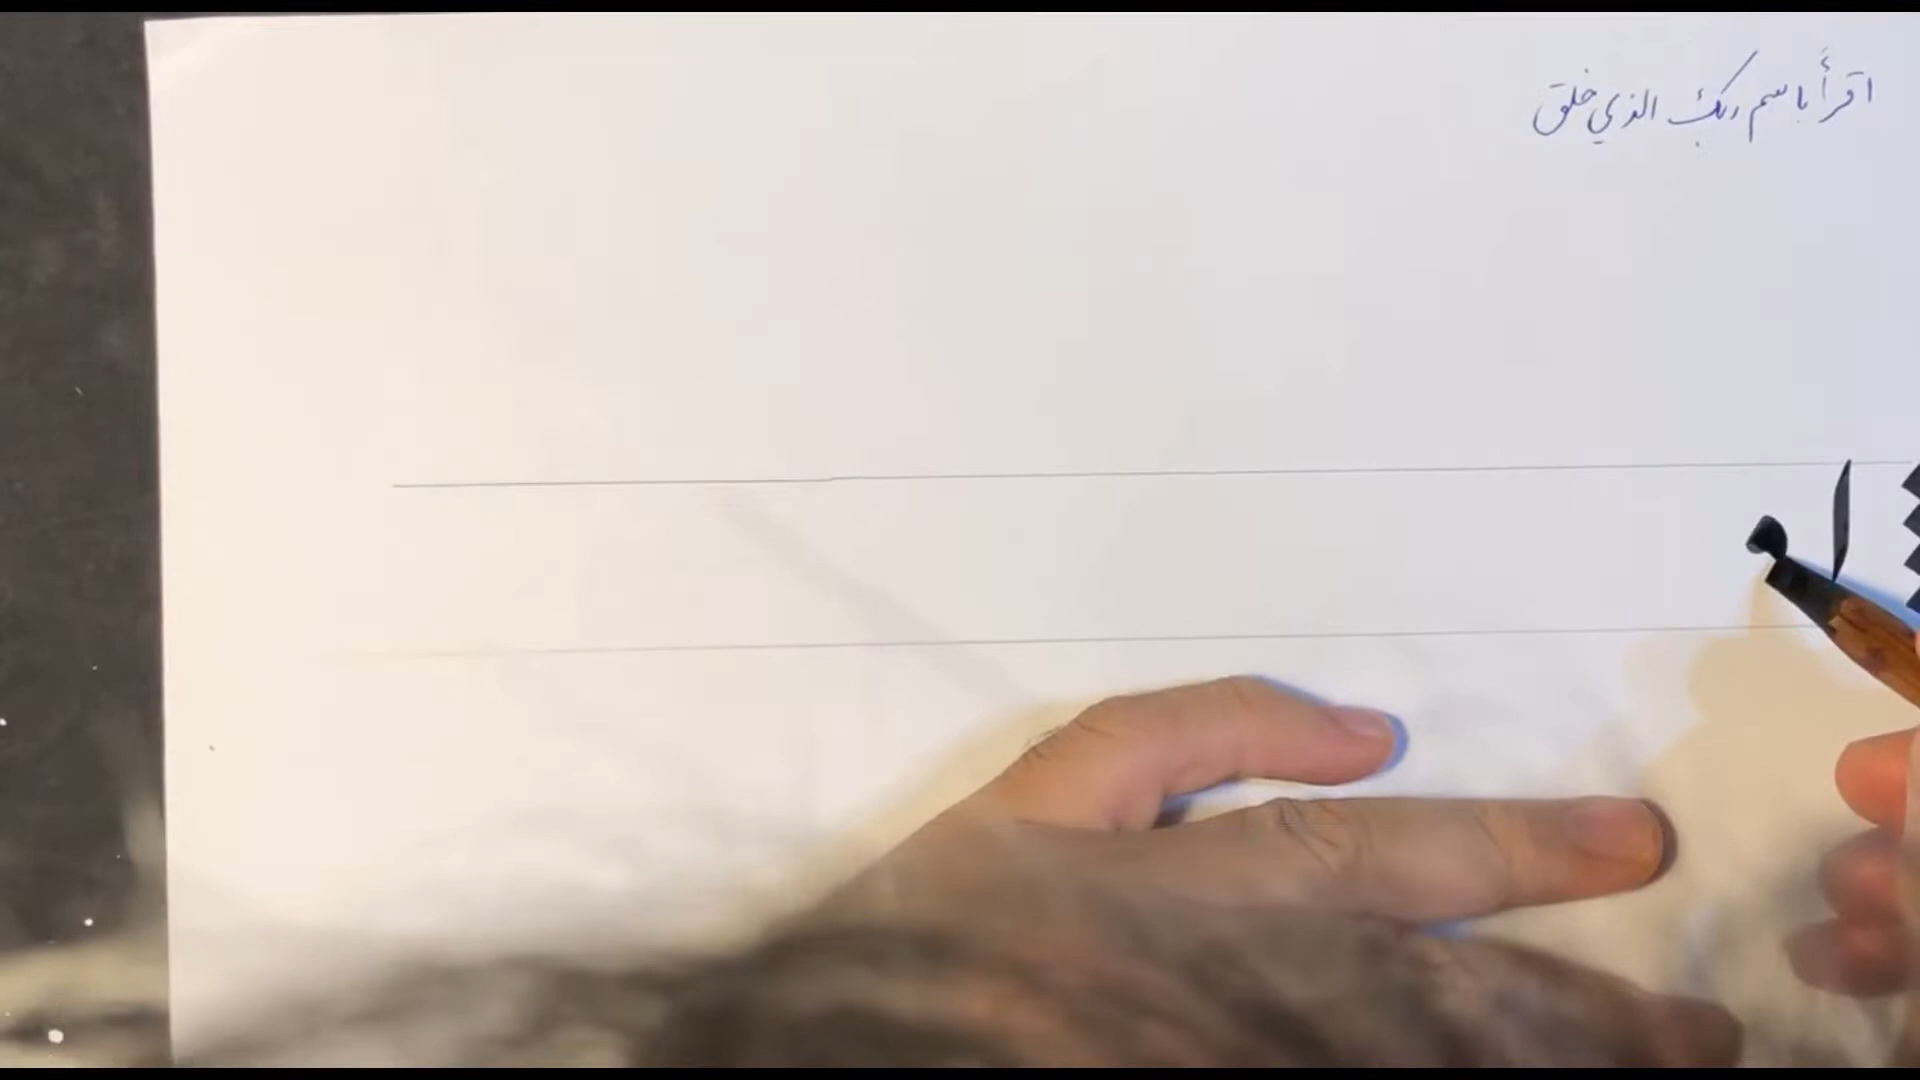 اقرأ باسم ربك الذي خلق
ا